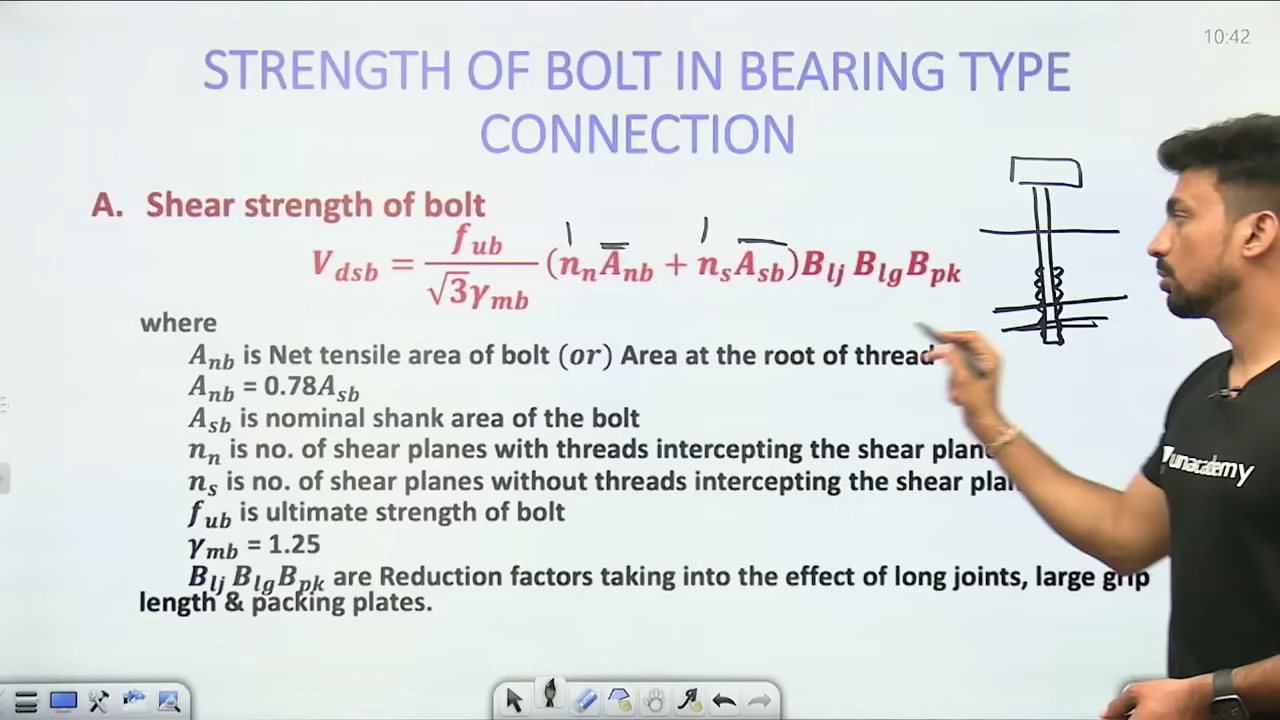 10:42
STRENGTH OF BOLT IN BEARING TYPE
CONNECTION
A. Shear strength of bolt
V_dsb = f_ub / (√3 γ_mb) (n_n A_nb + n_s A_sb) B_lj B_lg B_pk
where
A_nb is Net tensile area of bolt (or) Area at the root of thread
A_nb = 0.78A_sb
A_sb is nominal shank area of the bolt
n_n is no. of shear planes with threads intercepting the shear plan
n_s is no. of shear planes without threads intercepting the shear plan
f_ub is ultimate strength of bolt
γ_mb = 1.25
B_lj B_lg B_pk are Reduction factors taking into the effect of long joints, large grip
length & packing plates.
unacademy